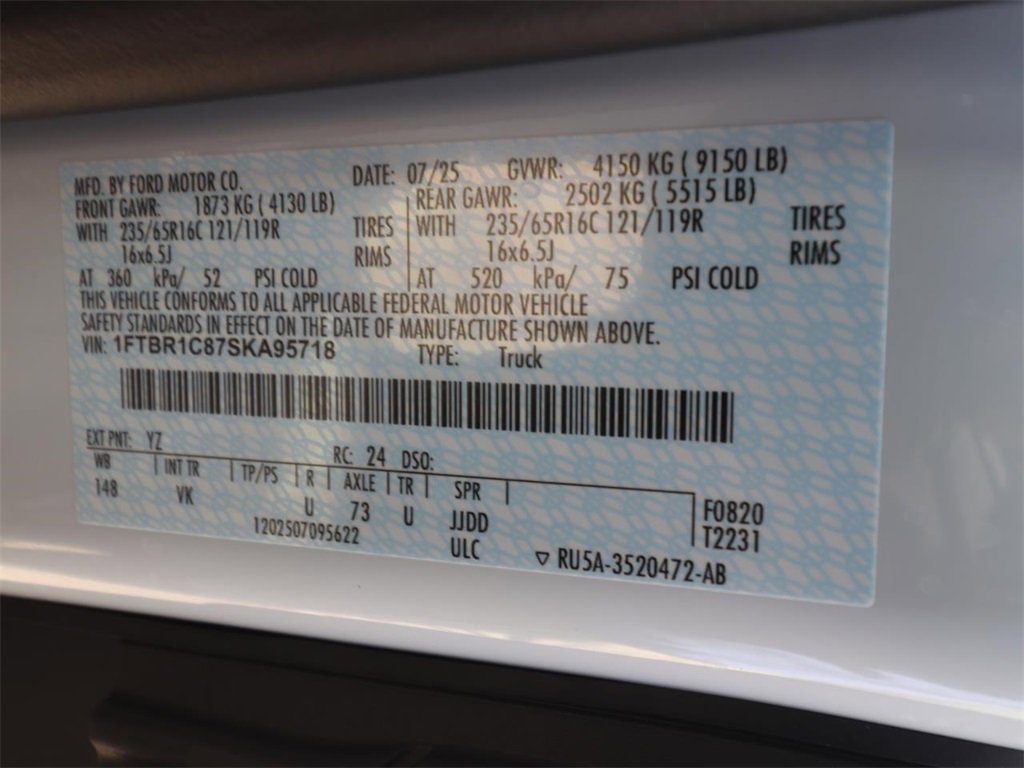 MFD. BY FORD MOTOR CO. DATE: 07/25 GVWR: 4150 KG ( 9150 LB)
FRONT GAWR: 1873 KG ( 4130 LB) REAR GAWR: 2502 KG ( 5515 LB)
WITH 235/65R16C 121/119R TIRES WITH 235/65R16C 121/119R TIRES
16x6.5J RIMS 16x6.5J RIMS
AT 360 kPa/ 52 PSI COLD AT 520 kPa/ 75 PSI COLD
THIS VEHICLE CONFORMS TO ALL APPLICABLE FEDERAL MOTOR VEHICLE
SAFETY STANDARDS IN EFFECT ON THE DATE OF MANUFACTURE SHOWN ABOVE.
VIN: 1FTBR1C87SKA95718 TYPE: Truck
EXT PNT: YZ RC: 24 DSO:
WB INT TR TP/PS R AXLE TR SPR
148 VK U 73 U JJDD F0820
1202507095622 ULC T2231
▽ RU5A-3520472-AB